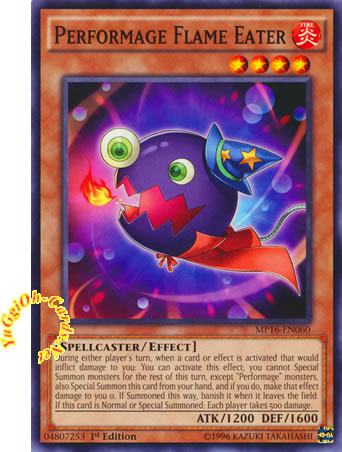 PERFORMAGE FLAME EATER
FIRE
炎
MP16-EN060
[SPELLCASTER/EFFECT]
During either player's turn, when a card or effect is activated that would
inflict damage to you: You can activate this effect; you cannot Special
Summon monsters for the rest of this turn, except "Performage" monsters,
also Special Summon this card from your hand, and if you do, make that effect
damage to you 0. If Summoned this way, banish it when it leaves the field.
If this card is Normal or Special Summoned: Each player takes 500 damage.
ATK/1200 DEF/1600
04807253 1st Edition
©1996 KAZUKI TAKAHASHI